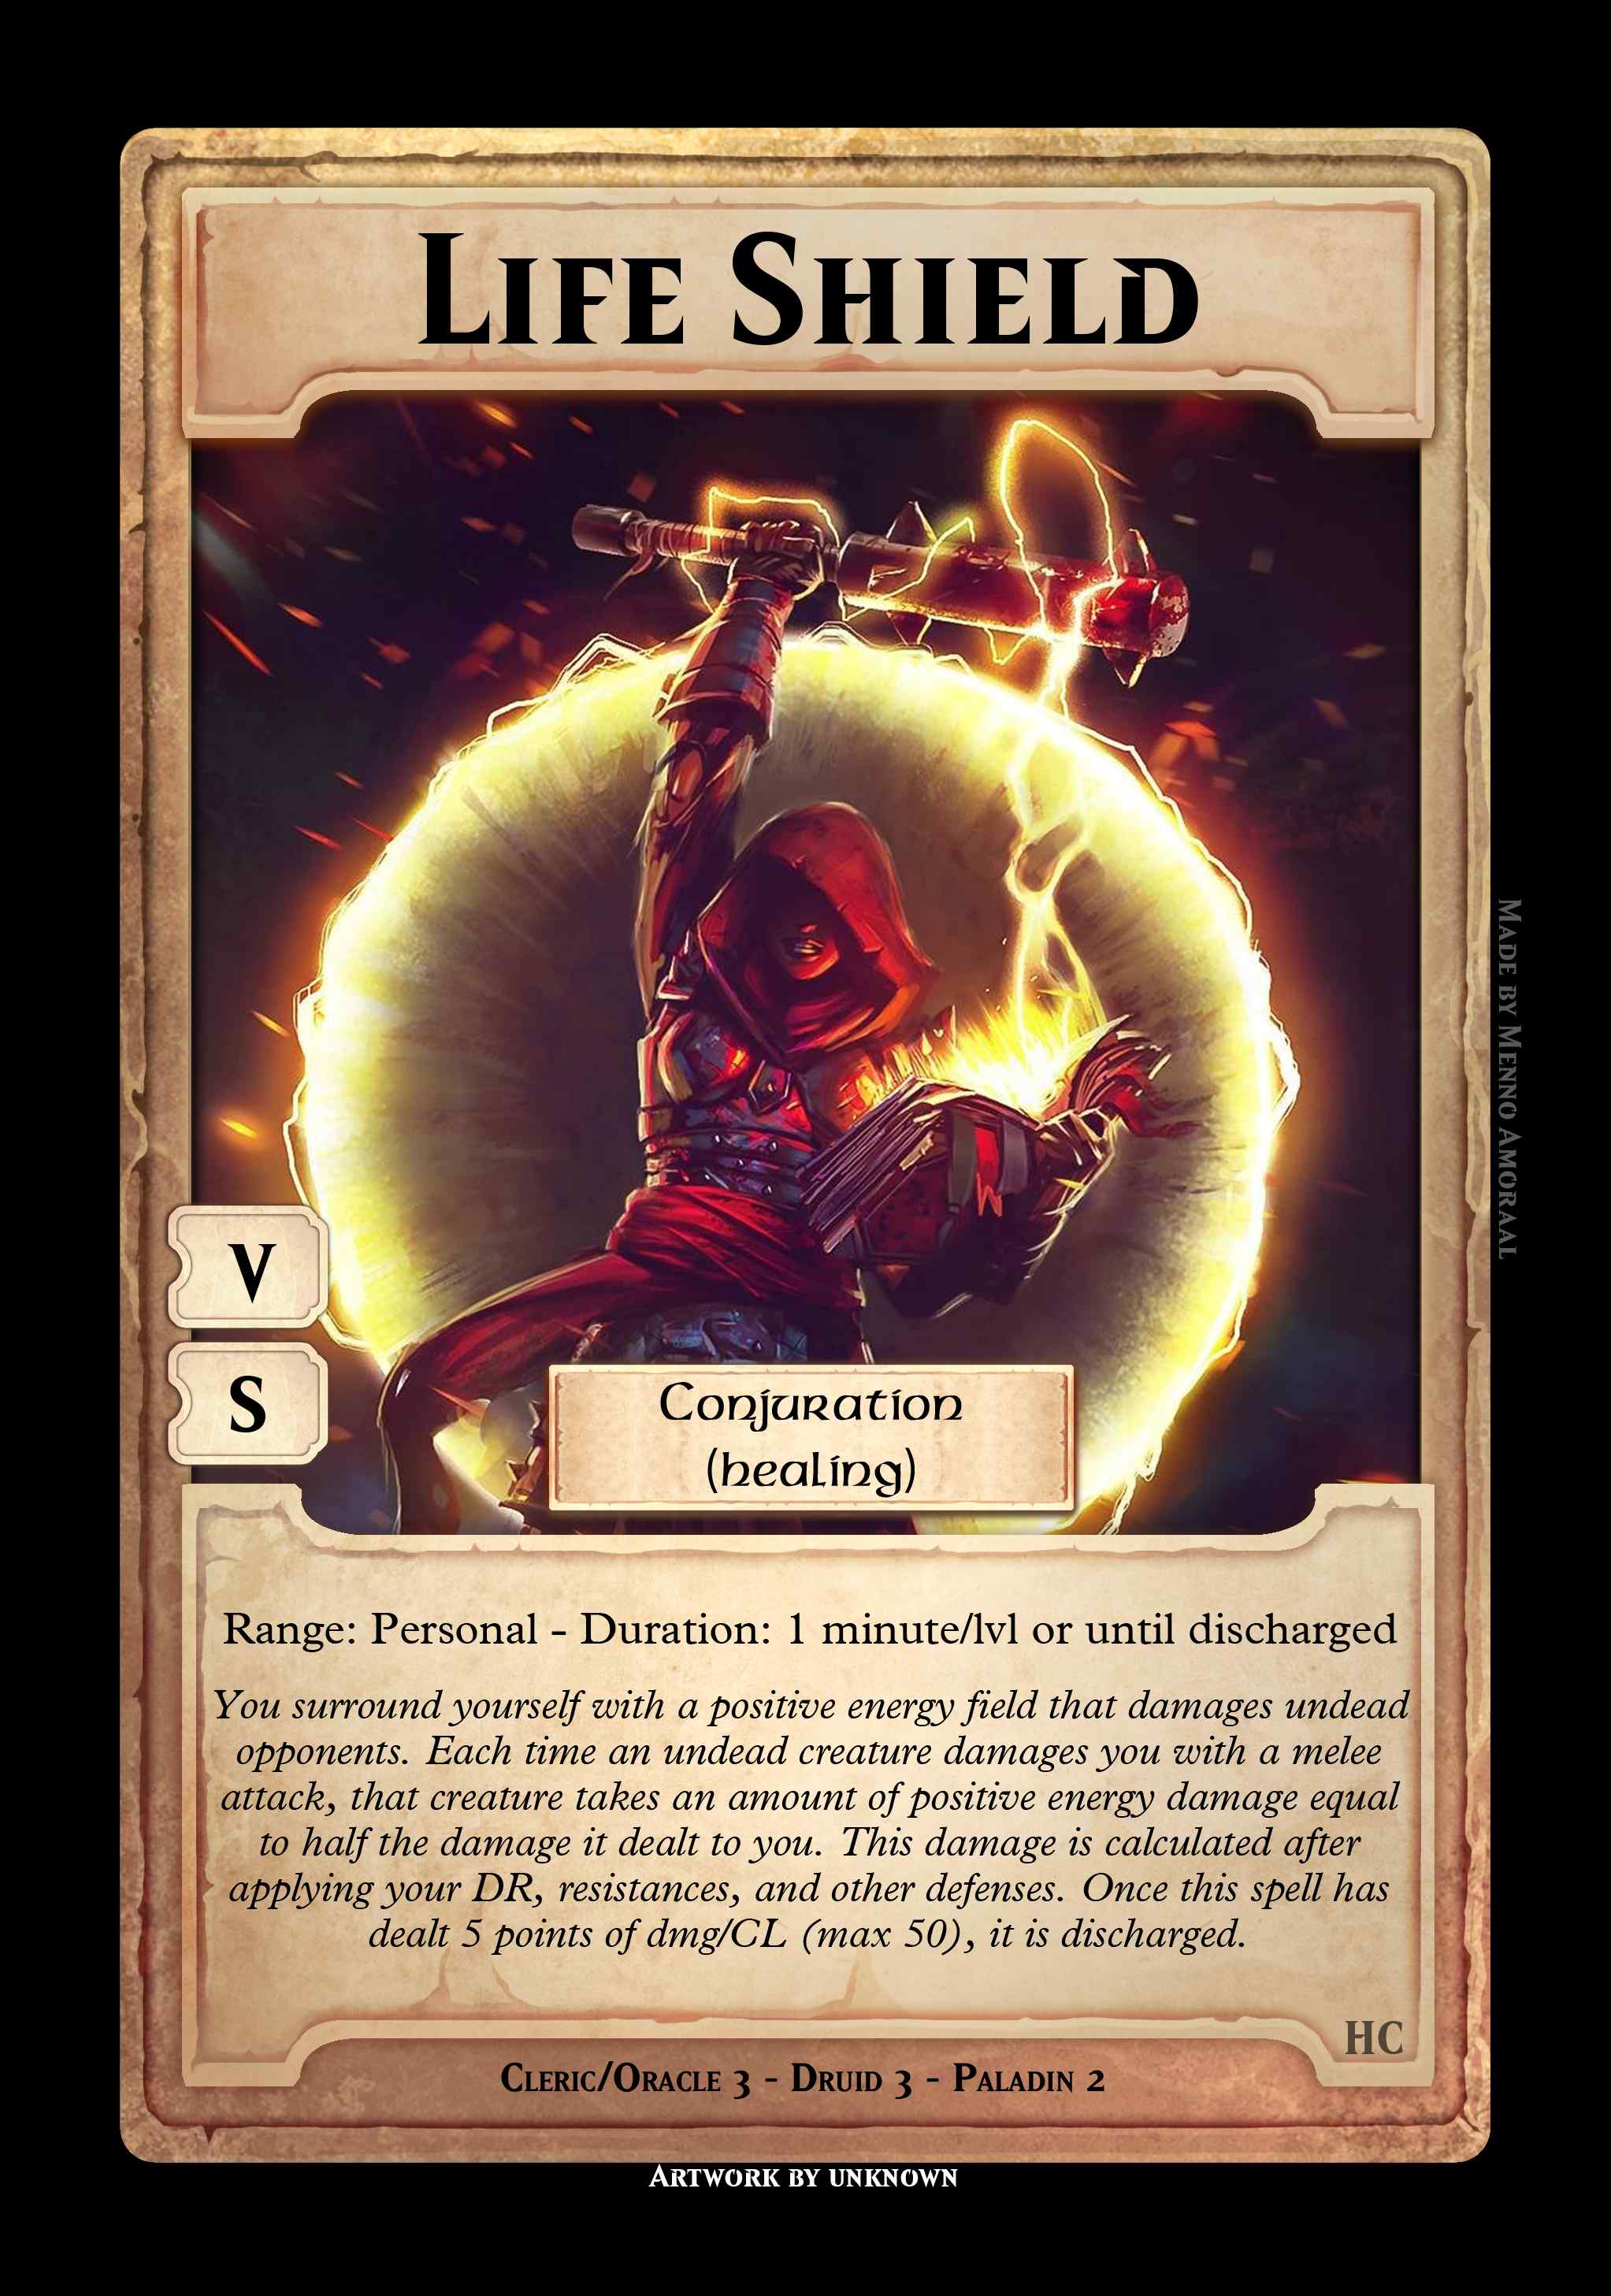 Life Shield
V
S
Conjuration
(healing)
Range: Personal - Duration: 1 minute/lvl or until discharged
You surround yourself with a positive energy field that damages undead
opponents. Each time an undead creature damages you with a melee
attack, that creature takes an amount of positive energy damage equal
to half the damage it dealt to you. This damage is calculated after
applying your DR, resistances, and other defenses. Once this spell has
dealt 5 points of dmg/CL (max 50), it is discharged.
HC
Cleric/Oracle 3 - Druid 3 - Paladin 2
Artwork by unknown
Made by Menno Amoraal